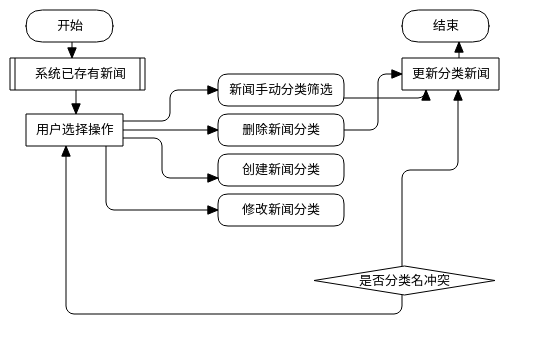 开始
结束
系统已存有新闻
更新分类新闻
新闻手动分类筛选
用户选择操作
删除新闻分类
创建新闻分类
修改新闻分类
是否分类名冲突